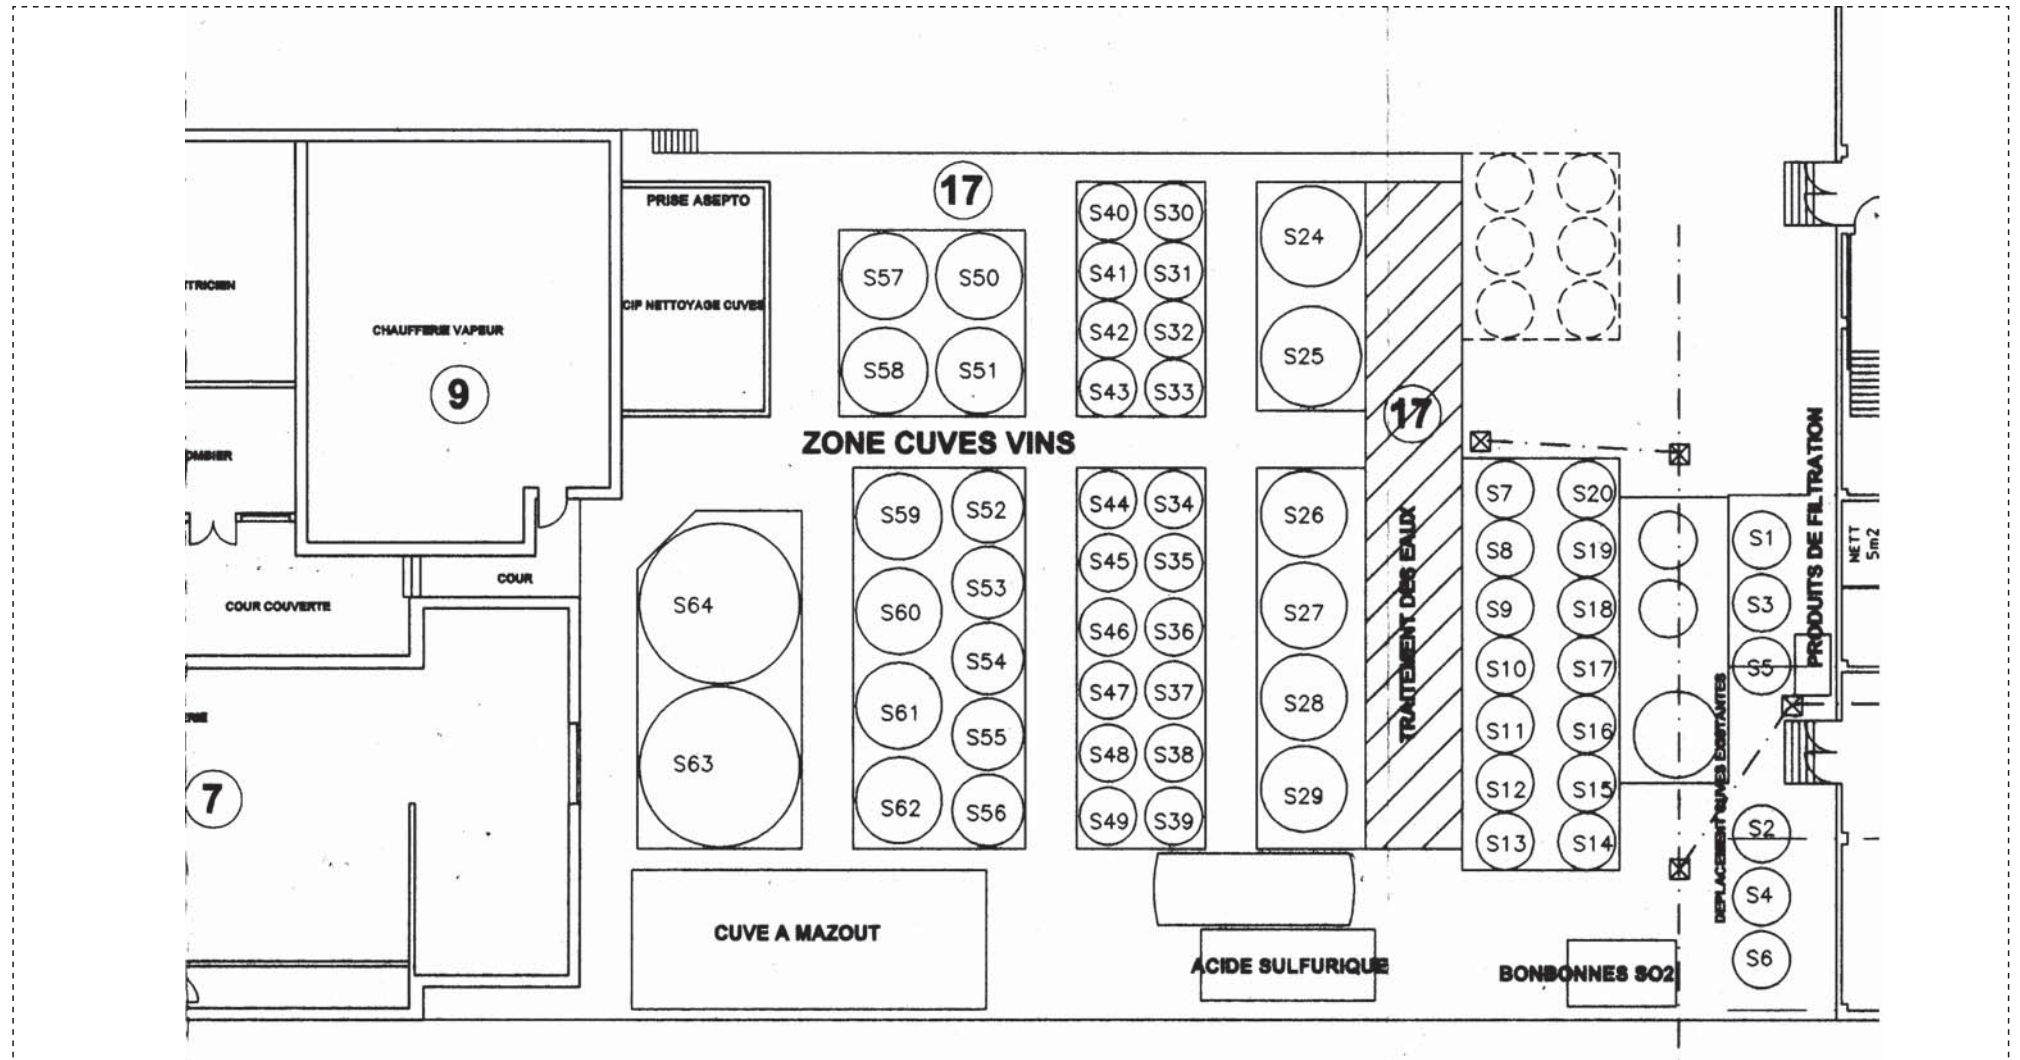 17
PRISE ASEPTO
S40 S30
S24
S57 S50
S41 S31
CIF NETTOYAGE CUVES
CHAUFFERIE VAPEUR
S42 S32
S25
S58 S51
S43 S33
9
17
ZONE CUVES VINS
S59 S52
S44 S34
S26
S7 S20
S60 S53
S45 S35
S27
S8 S19
S61 S54
S46 S36
S28
S9 S18
S62 S55
S47 S37
S29
S10 S17
S56
S48 S38
S11 S16
S49 S39
S12 S15
S13 S14
S64
S63
TRAITEMENT DES EAUX
S1
S3
S5
S2
S4
S6
PRODUITS DE FILTRATION
NETT
5m2
DEPLACEMENT CUVES EXISTANTES
COUR
COUR COUVERTE
7
CUVE A MAZOUT
ACIDE SULFURIQUE
BONBONNES SO2